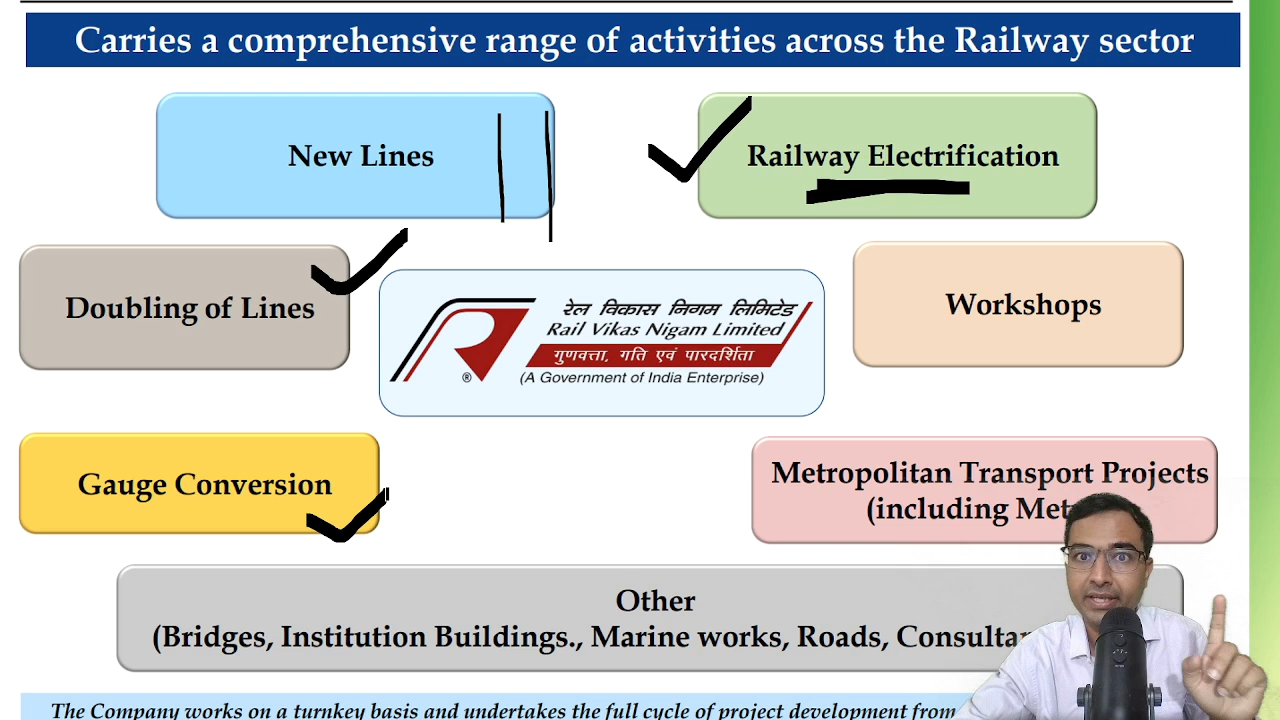 Carries a comprehensive range of activities across the Railway sector
New Lines
Railway Electrification
Doubling of Lines
रेल विकास निगम लिमिटेड
Rail Vikas Nigam Limited
गुणवत्ता, गति एवं पारदर्शिता
®
(A Government of India Enterprise)
Workshops
Gauge Conversion
Metropolitan Transport Projects
(including
Other
(Bridges, Institution Buildings., Marine works, Roads,
The Company works on a turnkey basis and undertakes the full cycle of project development from